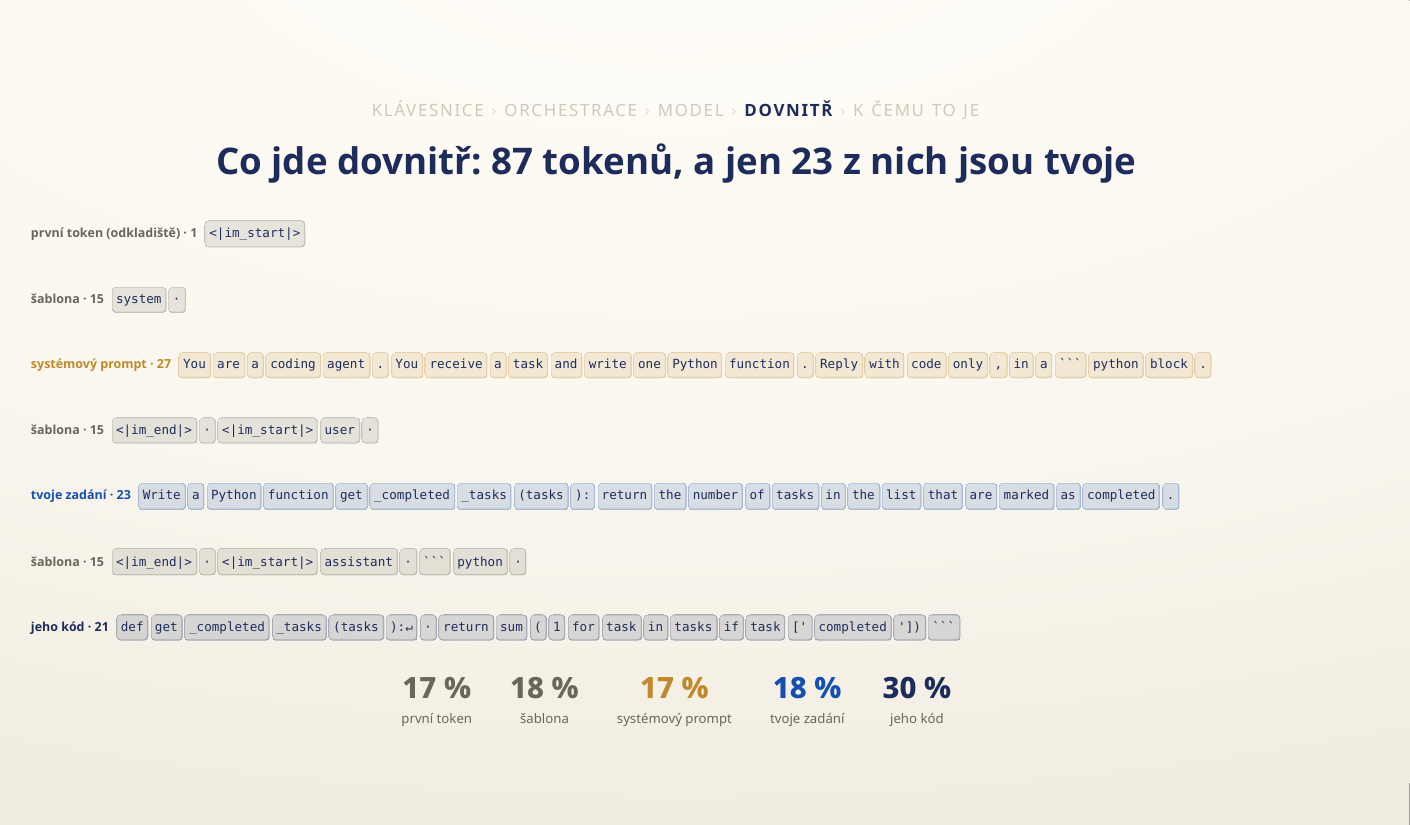 KLÁVESNICE › ORCHESTRACE › MODEL › DOVNITŘ › K ČEMU TO JE
Co jde dovnitř: 87 tokenů, a jen 23 z nich jsou tvoje
první token (odkladiště) · 1 <|im_start|>
šablona · 15 system ·
systémový prompt · 27 You are a coding agent . You receive a task and write one Python function . Reply with code only , in a ``` python block .
šablona · 15 <|im_end|> · <|im_start|> user ·
tvoje zadání · 23 Write a Python function get _completed _tasks (tasks ): return the number of tasks in the list that are marked as completed .
šablona · 15 <|im_end|> · <|im_start|> assistant · ``` python ·
jeho kód · 21 def get _completed _tasks (tasks ):↵ · return sum ( 1 for task in tasks if task [' completed ']) ```
17 % 18 % 17 % 18 % 30 %
první token šablona systémový prompt tvoje zadání jeho kód